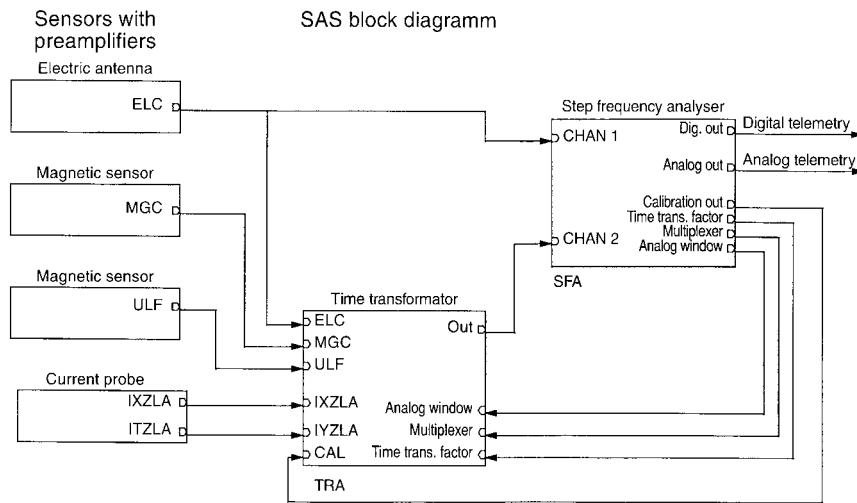 Sensors with
preamplifiers
SAS block diagramm
Electric antenna
ELC
Magnetic sensor
MGC
Magnetic sensor
ULF
Current probe
IXZLA
ITZLA
Time transformator
ELC
MGC
ULF
IXZLA
IYZLA
CAL
Out
Analog window
Multiplexer
Time trans. factor
TRA
Step frequency analyser
CHAN 1
CHAN 2
Dig. out
Analog out
Calibration out
Time trans. factor
Multiplexer
Analog window
SFA
Digital telemetry
Analog telemetry